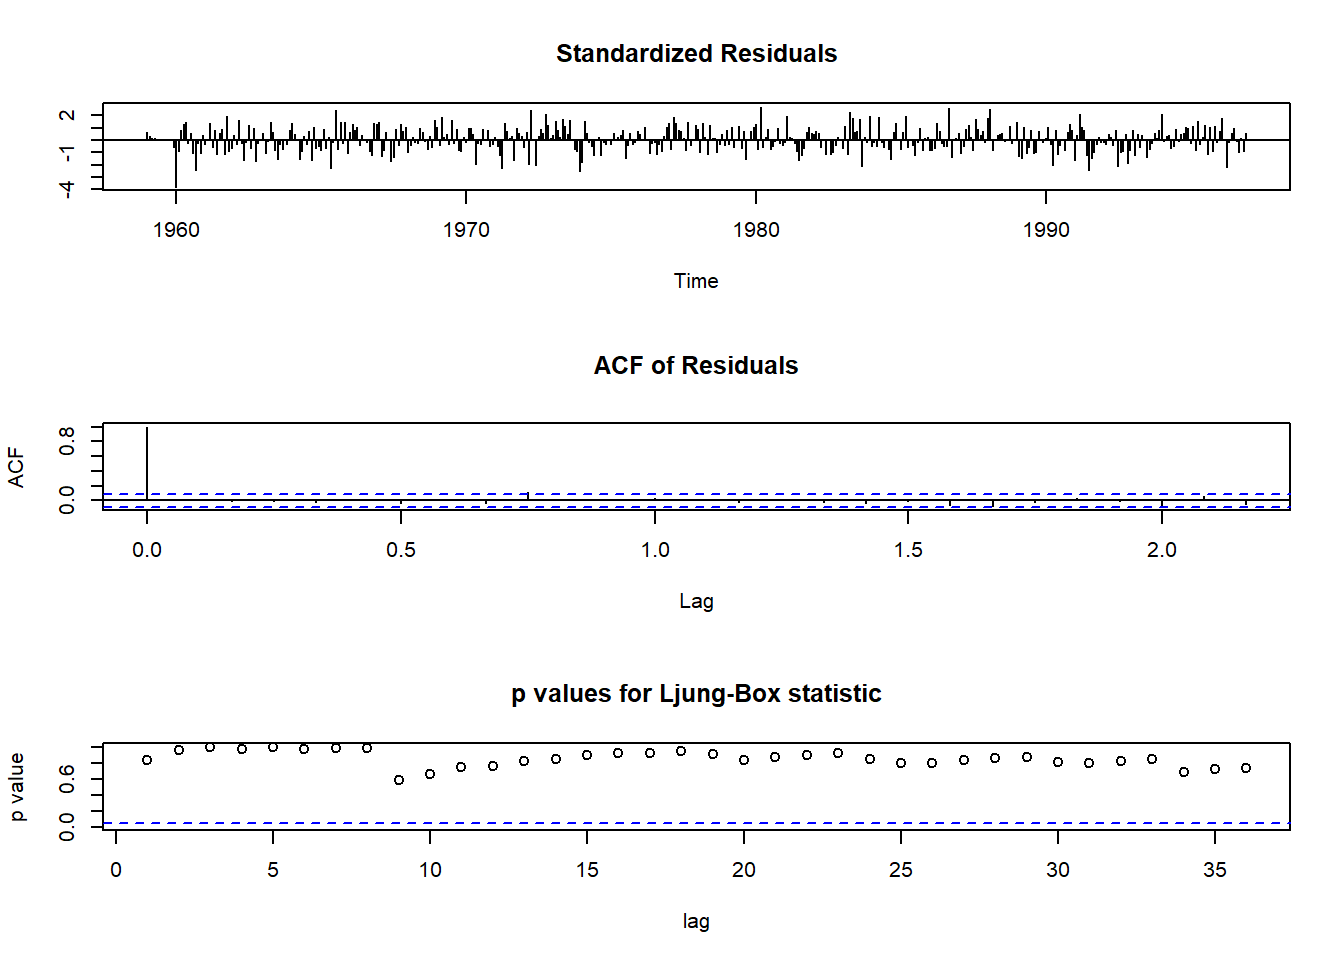 Standardized Residuals
2
-1
-4
1960 1970 1980 1990
Time
ACF of Residuals
ACF
0.8
0.0
0.0 0.5 1.0 1.5 2.0
Lag
p values for Ljung-Box statistic
p value
0.6
0.0
0 5 10 15 20 25 30 35
lag